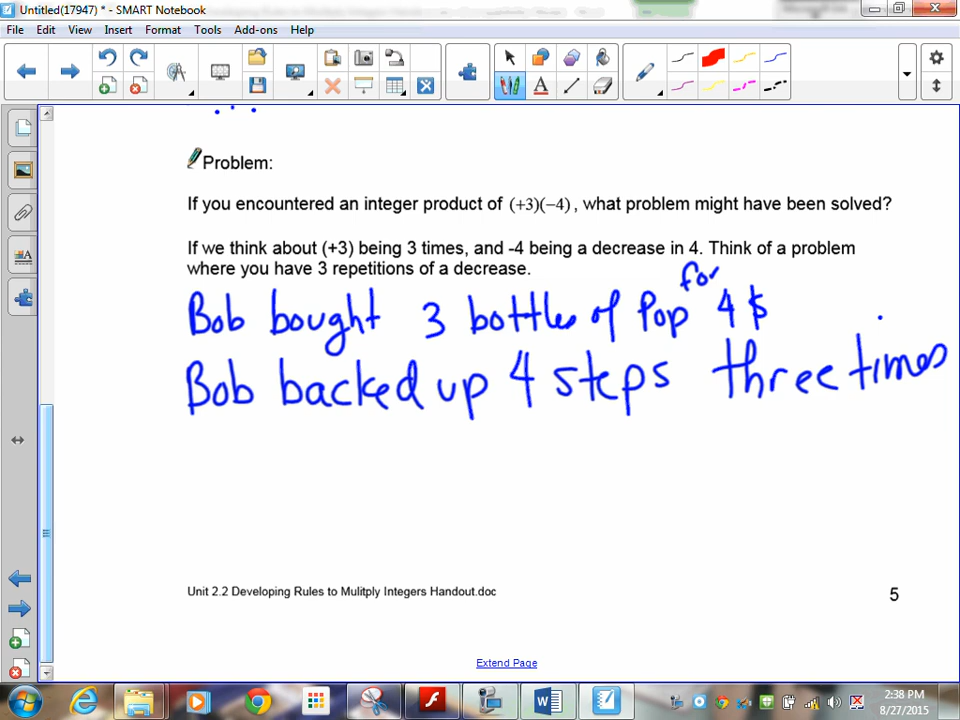 Untitled(17947) * - SMART Notebook
File Edit View Insert Format Tools Add-ons Help
Problem:
If you encountered an integer product of (+3)(−4), what problem might have been solved?
If we think about (+3) being 3 times, and -4 being a decrease in 4. Think of a problem
where you have 3 repetitions of a decrease.
for
Bob bought 3 bottles of Pop 4 $
Bob backed up 4 steps three times
Unit 2.2 Developing Rules to Mulitply Integers Handout.doc
5
Extend Page
2:38 PM
8/27/2015